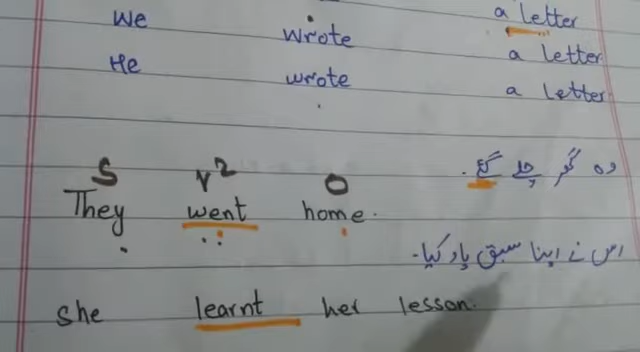 We wrote a letter
He wrote a letter
a letter
S V2 O
وہ گھر چلے گئے۔
They went home.
اس نے اپنا سبق یاد کیا۔
she learnt her lesson.